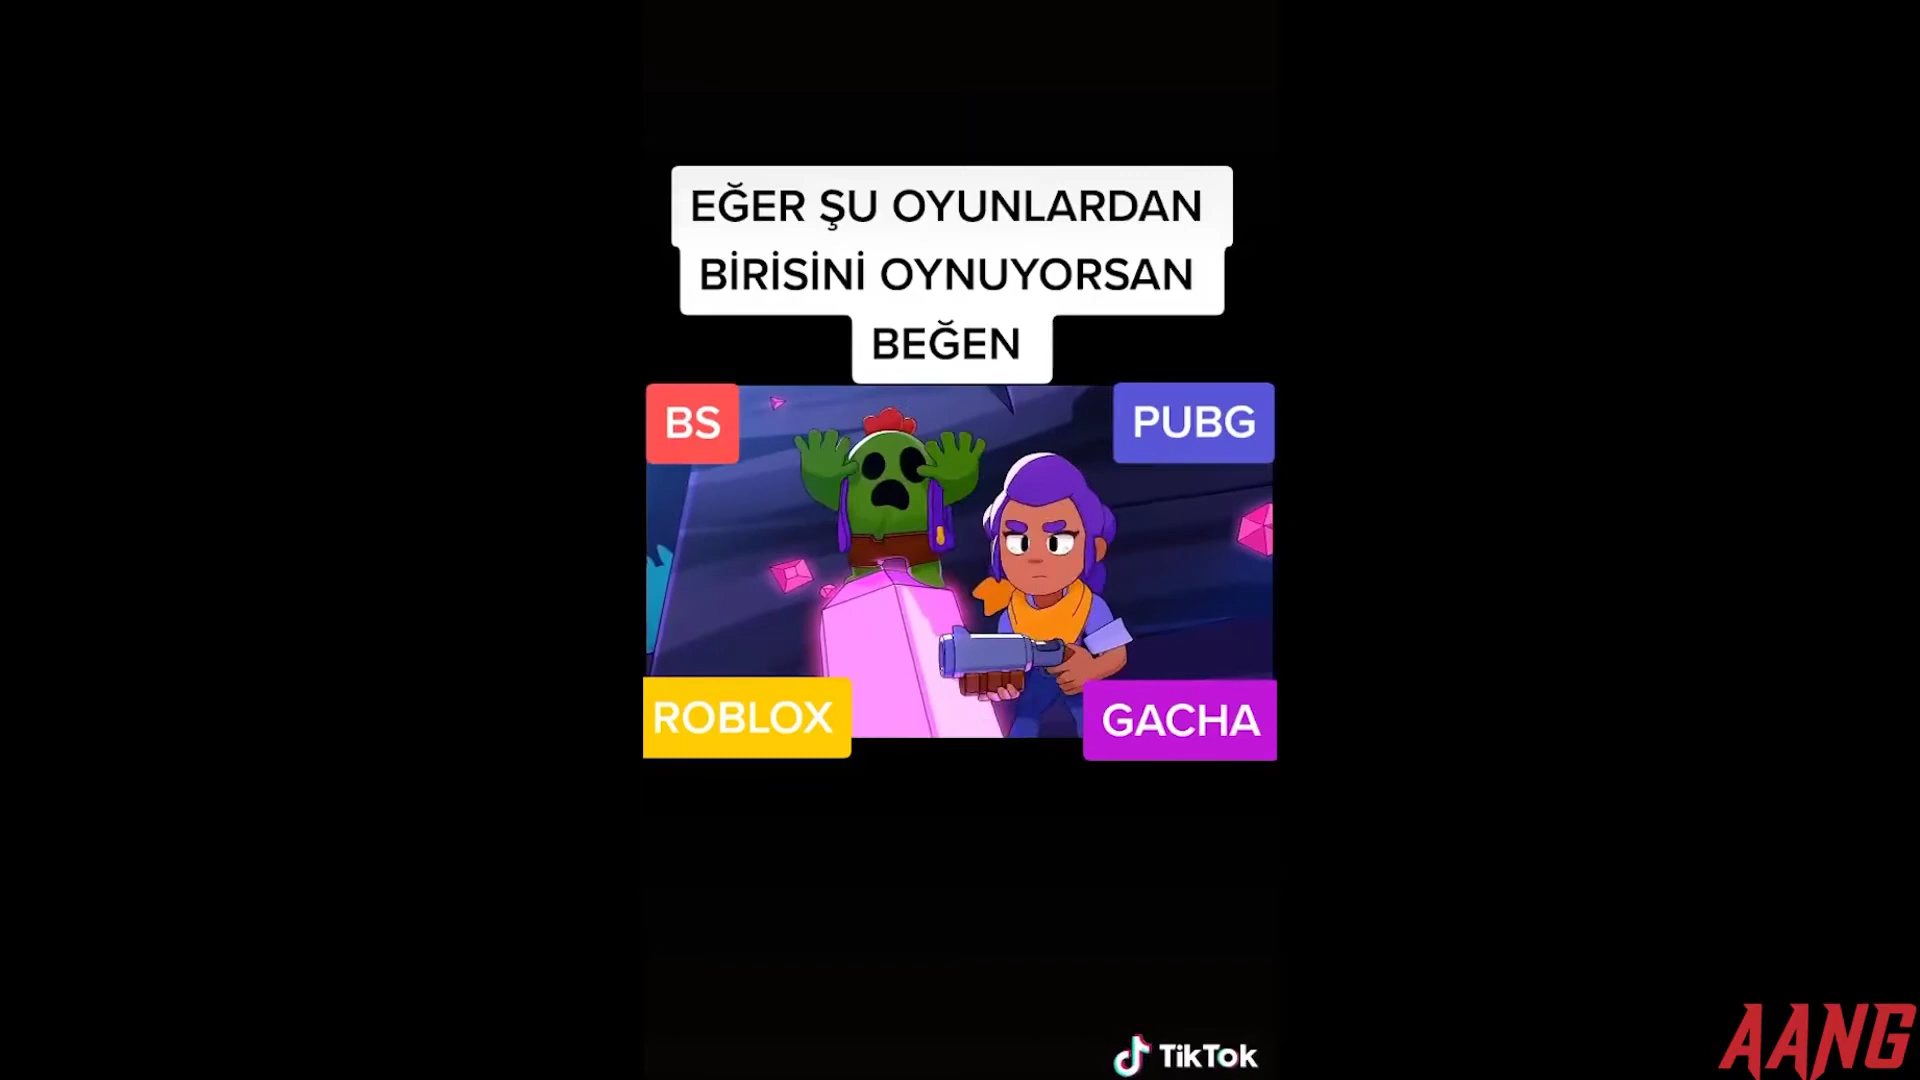 EĞER ŞU OYUNLARDAN
BİRİSİNİ OYNUYORSAN
BEĞEN
BS
PUBG
ROBLOX
GACHA
TikTok
AANG